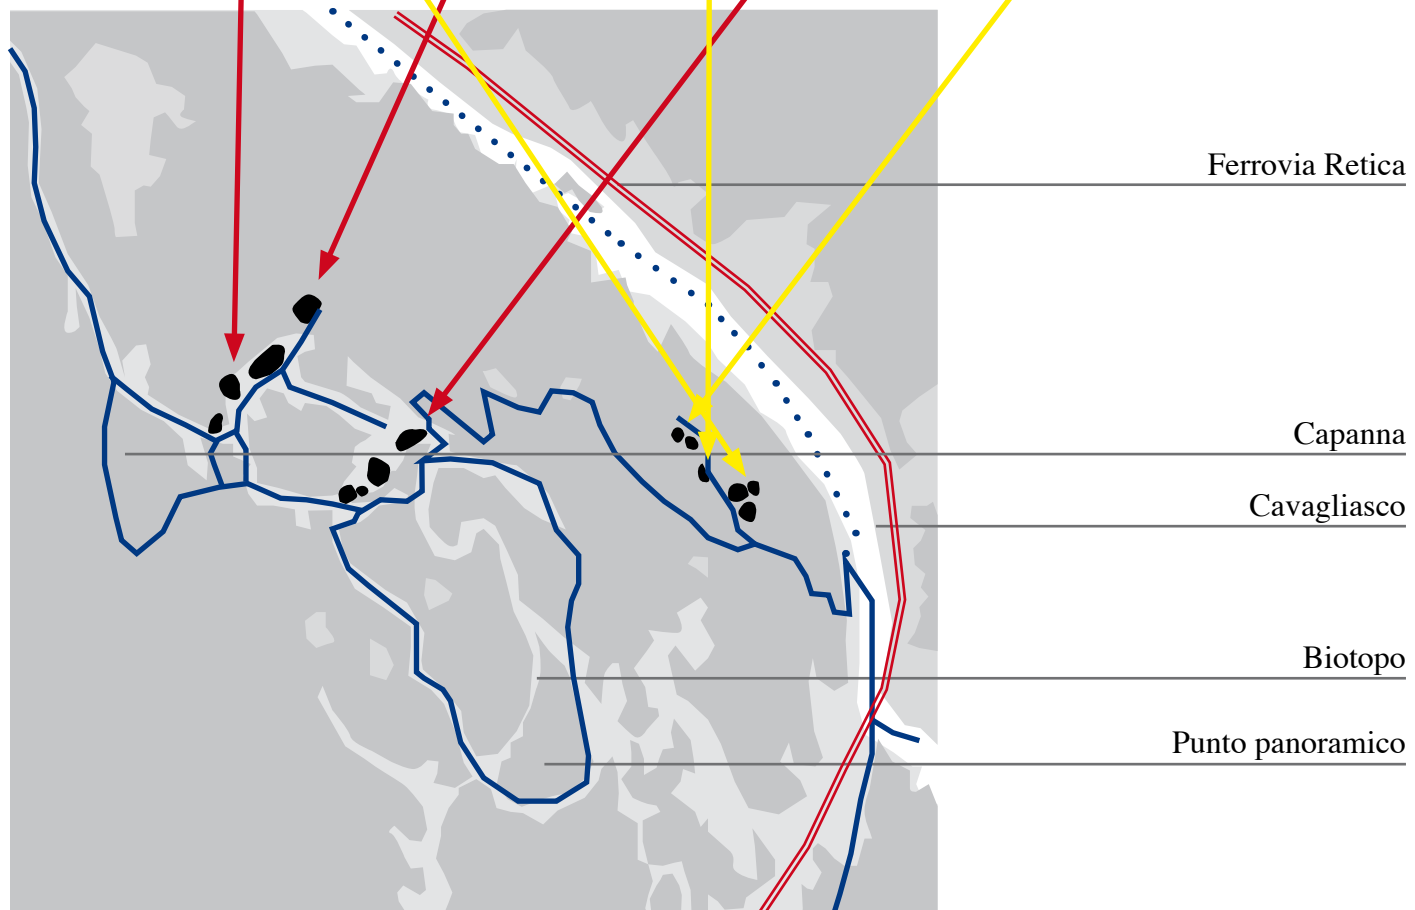 Ferrovia Retica
Capanna
Cavagliasco
Biotopo
Punto panoramico